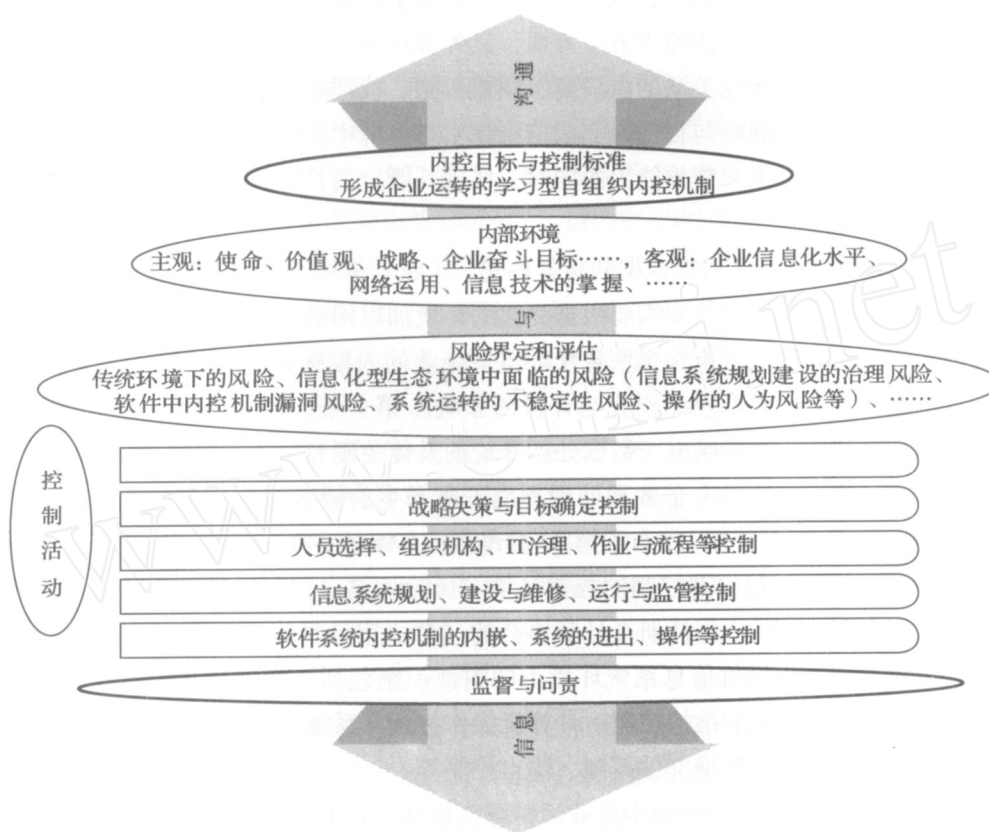 沟通
内控目标与控制标准
形成企业运转的学习型自组织内控机制
内部环境
主观：使命、价值观、战略、企业奋斗目标……，客观：企业信息化水平、
网络运用、信息技术的掌握、……
与
风险界定和评估
传统环境下的风险、信息化型生态环境中面临的风险（信息系统规划建设的治理风险、
软件中内控机制漏洞风险、系统运转的不稳定性风险、操作的人为风险等）、……
控制活动
战略决策与目标确定控制
人员选择、组织机构、IT治理、作业与流程等控制
信息系统规划、建设与维修、运行与监管控制
软件系统内控机制的内嵌、系统的进出、操作等控制
监督与问责
信息